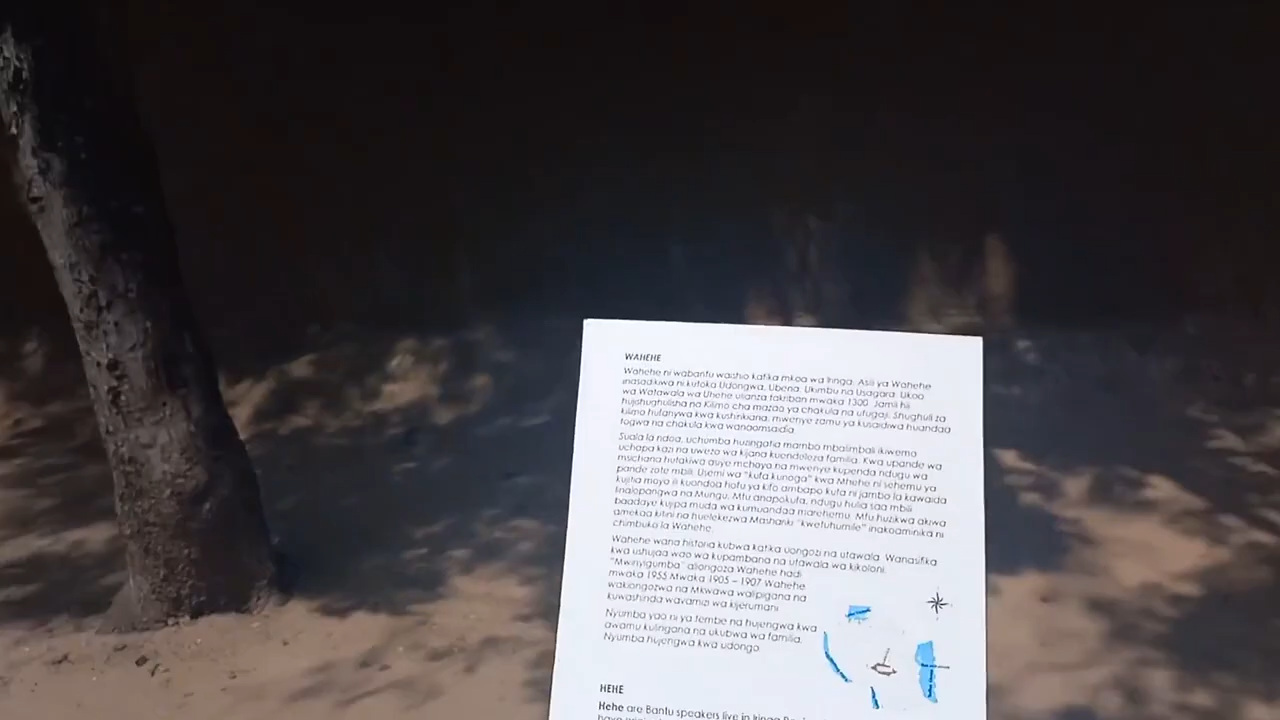 WAHEHE
Wahehe ni wabantu waishio katika mkoa wa Iringa. Asili ya Wahehe
inasadikiwa ni kutoka Udongwa, Ubena, Ukimbu na Usagara. Ukoo
wa Watawala wa Uhehe ulianza takriban mwaka 1300. Jamii hii
hujishughulisha na Kilimo cha mazao ya chakula na ufugaji. Shughuli za
kilimo hufanywa kwa kushirikiana, mwenye zamu ya kusaidiwa huandaa
togwa na chakula kwa wanaomsaidia.
Suala la ndoa, uchumba huzingatia mambo mbalimbali ikiwemo
uchapa kazi na uwezo wa kijana kuendeleza familia. Kwa upande wa
msichana hutakiwa awe mchapa na mwenye kupenda ndugu wa
pande zote mbili. Usemi wa "kufa kunoga" kwa Mhehe ni sehemu ya
kujiha moyo ili kuondoa hofu ya kifo ambapo kufa ni jambo la kawaida
linalopangwa na Mungu. Mtu anapokufa, ndugu hulia saa mbili
baadaye kujipa muda wa kumuandaa marehemu. Mfu huzikwa akiwa
amekaa kitini na huelekezwa Mashariki "kwetuhumile" inakoaminika ni
chimbuko la Wahehe.
Wahehe wana historia kubwa katika uongozi na utawala. Wanasifika
kwa ushujaa wao wa kupambana na utawala wa kikoloni.
"Mwinyigumba" aliongoza Wahehe hadi
mwaka 1955. Mwaka 1905 – 1907 Wahehe
wakiongozwa na Mkwawa walipigana na
kuwashinda wavamizi wa kijerumani.
Nyumba yao ni ya tembe na hujengwa kwa
awamu kulingana na ukubwa wa familia.
Nyumba hujengwa kwa udongo.
HEHE
Hehe are Bantu speakers live in Iringa